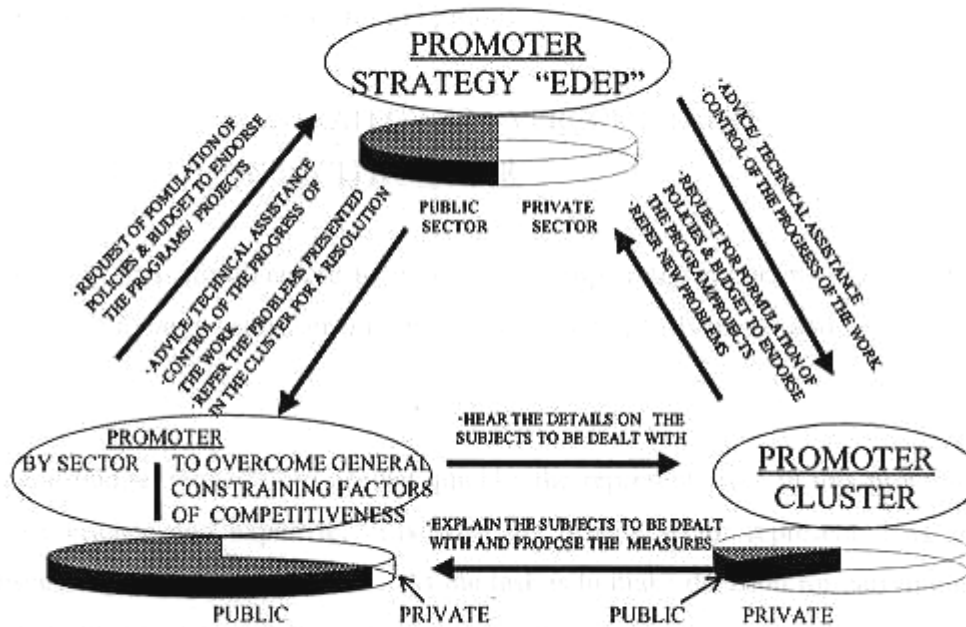 PROMOTER
STRATEGY “EDEP”
PUBLIC
SECTOR
PRIVATE
SECTOR
·REQUEST OF FOMULATION OF
POLICIES & BUDGET TO ENDORSE
THE PROGRAMS/ PROJECTS
·ADVICE/ TECHNICAL ASSISTANCE
·CONTROL OF THE PROGRESS OF
THE WORK
·REFER THE PROBLEMS PRESENTED
IN THE CLUSTER FOR A RESOLUTION
·ADVICE/ TECHNICAL ASSISTANCE
·CONTROL OF THE PROGRESS OF THE WORK
·REQUEST FOR FORMULATION OF
POLICIES & BUDGET TO ENDORSE
THE PROGRAM/PROJECTS
·REFER NEW PROBLEMS
PROMOTER
BY SECTOR
TO OVERCOME GENERAL
CONSTRAINING FACTORS
OF COMPETITIVENESS
·HEAR THE DETAILS ON THE
SUBJECTS TO BE DEALT WITH
·EXPLAIN THE SUBJECTS TO BE DEALT
WITH AND PROPOSE THE MEASURES
PROMOTER
CLUSTER
PUBLIC
PRIVATE
PUBLIC
PRIVATE